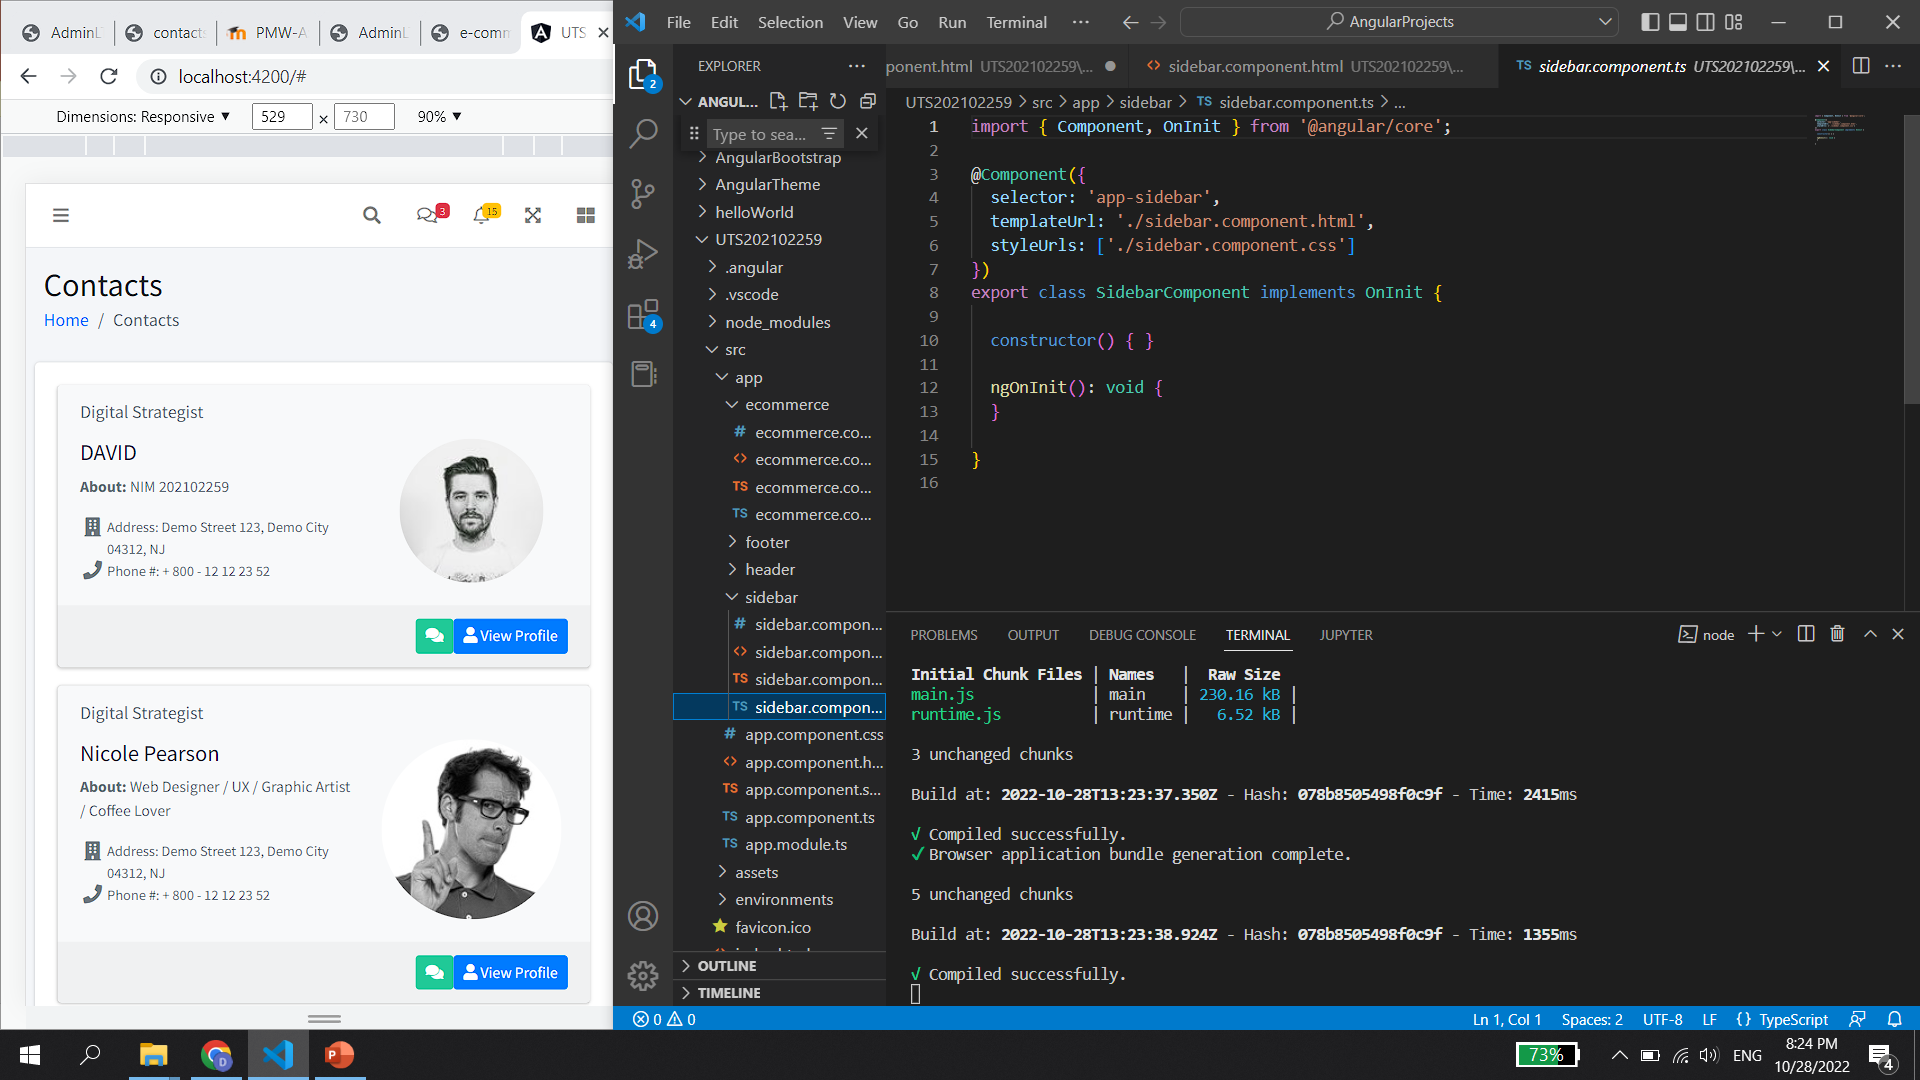 AdminL
contact
PMW-A
AdminL
e-comm
UTS
localhost:4200/#
Dimensions: Responsive ▼ 529 × 730 90% ▼
3
15
Contacts
Home / Contacts
Digital Strategist
DAVID
About: NIM 202102259
Address: Demo Street 123, Demo City
04312, NJ
Phone #: + 800 - 12 12 23 52
View Profile
Digital Strategist
Nicole Pearson
About: Web Designer / UX / Graphic Artist
/ Coffee Lover
Address: Demo Street 123, Demo City
04312, NJ
Phone #: + 800 - 12 12 23 52
View Profile
File Edit Selection View Go Run Terminal ···
AngularProjects
2
4
EXPLORER ···
ANGUL...
Type to sea...
AngularBootstrap
AngularTheme
helloWorld
UTS202102259
.angular
.vscode
node_modules
src
app
ecommerce
# ecommerce.co...
<> ecommerce.co...
TS ecommerce.co...
TS ecommerce.co...
footer
header
sidebar
# sidebar.compon...
<> sidebar.compon...
TS sidebar.compon...
TS sidebar.compon...
# app.component.css
<> app.component.h...
TS app.component.s...
TS app.component.ts
TS app.module.ts
assets
environments
favicon.ico
OUTLINE
TIMELINE
ponent.html UTS202102259\...
<> sidebar.component.html UTS202102259\...
TS sidebar.component.ts UTS202102259\...
UTS202102259 > src > app > sidebar > TS sidebar.component.ts > ...
1 import { Component, OnInit } from '@angular/core';
2
3 @Component({
4 selector: 'app-sidebar',
5 templateUrl: './sidebar.component.html',
6 styleUrls: ['./sidebar.component.css']
7 })
8 export class SidebarComponent implements OnInit {
9
10 constructor() { }
11
12 ngOnInit(): void {
13 }
14
15 }
16
PROBLEMS OUTPUT DEBUG CONSOLE TERMINAL JUPYTER
node
Initial Chunk Files | Names | Raw Size
main.js | main | 230.16 kB |
runtime.js | runtime | 6.52 kB |
3 unchanged chunks
Build at: 2022-10-28T13:23:37.350Z - Hash: 078b8505498f0c9f - Time: 2415ms
√ Compiled successfully.
✓ Browser application bundle generation complete.
5 unchanged chunks
Build at: 2022-10-28T13:23:38.924Z - Hash: 078b8505498f0c9f - Time: 1355ms
√ Compiled successfully.
0 0
Ln 1, Col 1 Spaces: 2 UTF-8 LF {} TypeScript
D
P
73%
ENG
8:24 PM
10/28/2022
4